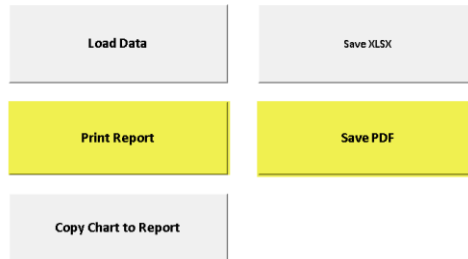 Load Data
Save XLSX
Print Report
Save PDF
Copy Chart to Report